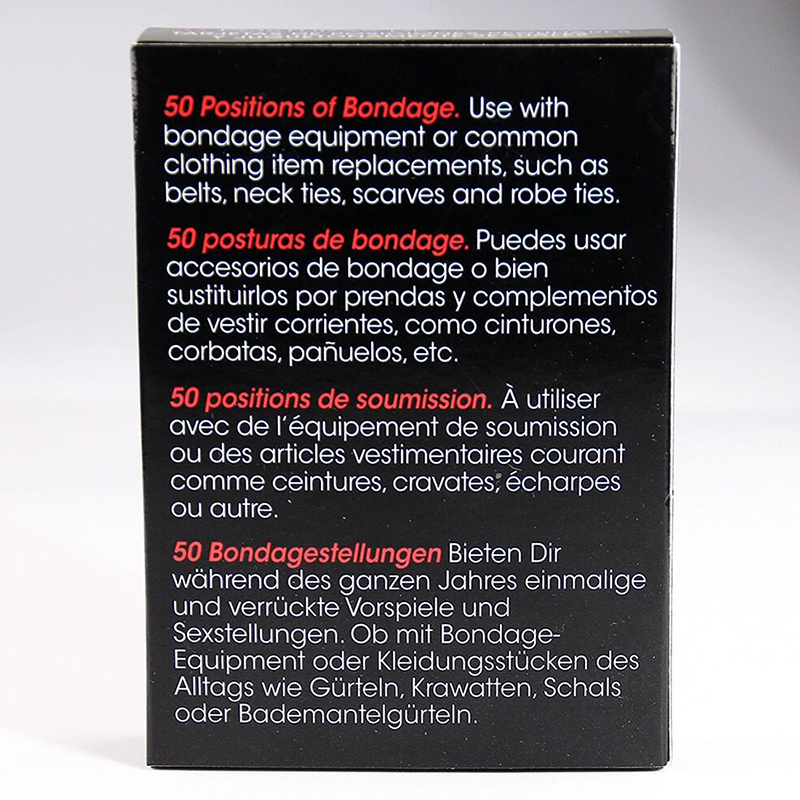 50 Positions of Bondage. Use with
bondage equipment or common
clothing item replacements, such as
belts, neck ties, scarves and robe ties.
50 posturas de bondage. Puedes usar
accesorios de bondage o bien
sustituirlos por prendas y complementos
de vestir corrientes, como cinturones,
corbatas, pañuelos, etc.
50 positions de soumission. À utiliser
avec de l'équipement de soumission
ou des articles vestimentaires courant
comme ceintures, cravates, écharpes
ou autre.
50 Bondagestellungen Bieten Dir
während des ganzen Jahres einmalige
und verrückte Vorspiele und
Sexstellungen. Ob mit Bondage-
Equipment oder Kleidungsstücken des
Alltags wie Gürteln, Krawatten, Schals
oder Bademantelgürteln.